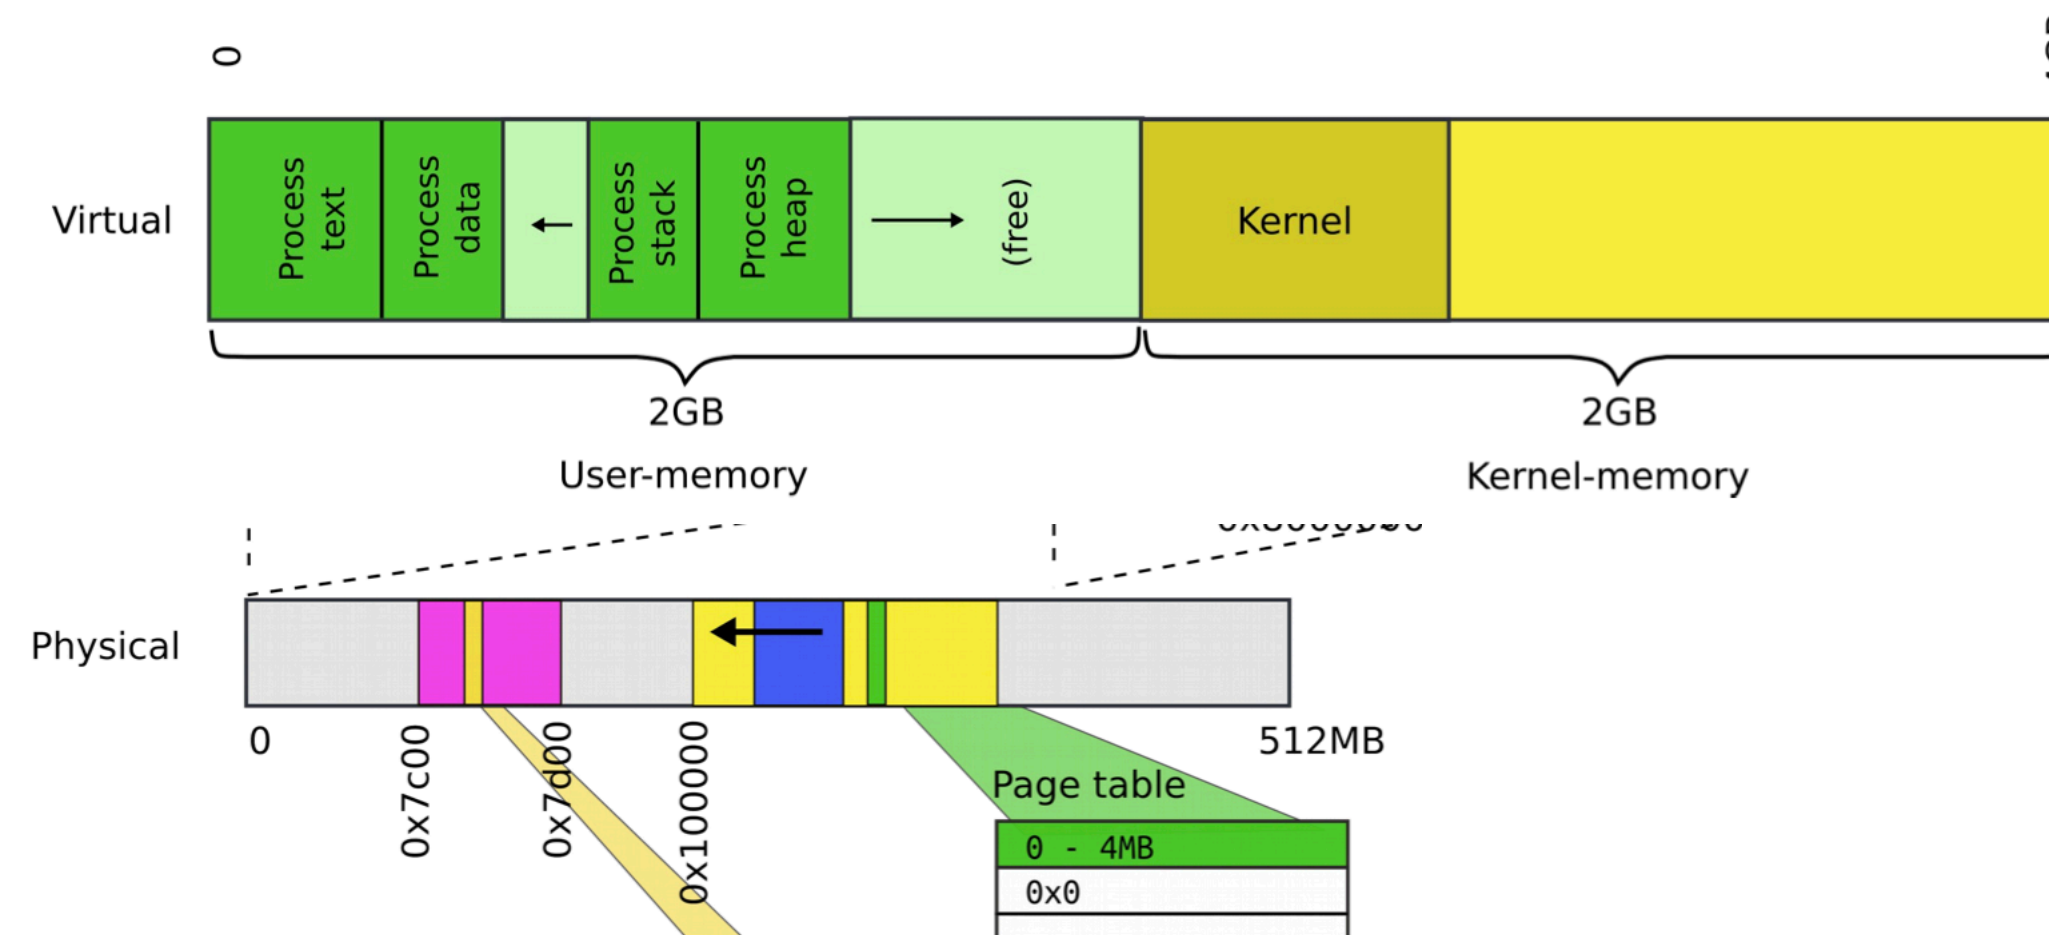 0
Virtual
Process
text
Process
data
Process
stack
Process
heap
(free)
Kernel
2GB
2GB
User-memory
Kernel-memory
Physical
0
0x7c00
0x7d00
0x100000
512MB
Page table
0 - 4MB
0x0